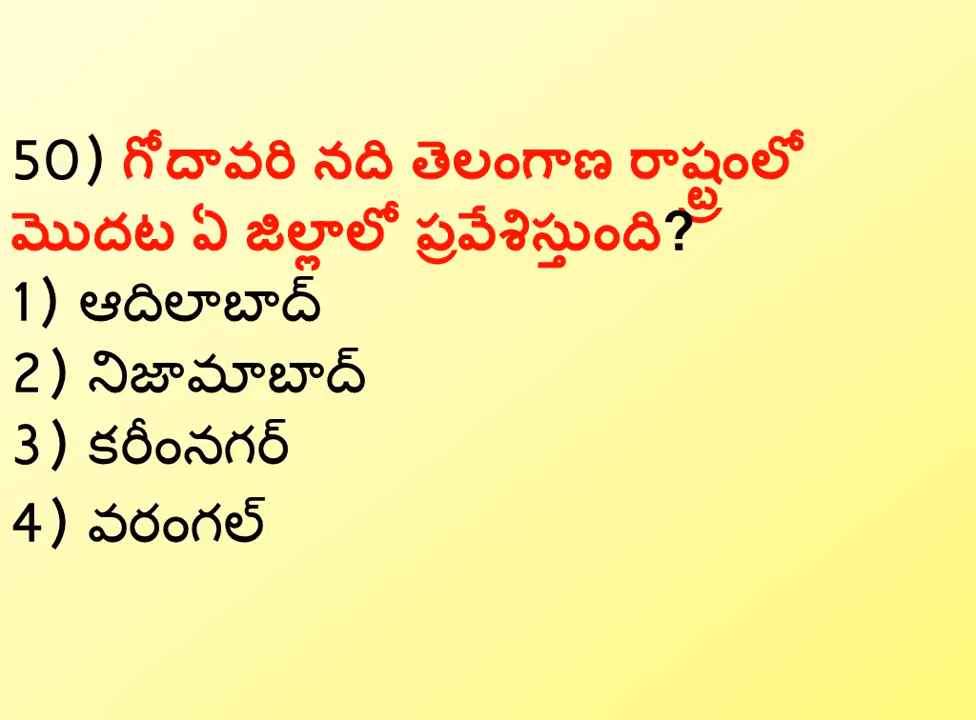 50) గోదావరి నది తెలంగాణ రాష్ట్రంలో
మొదట ఏ జిల్లాలో ప్రవేశిస్తుంది?
1) ఆదిలాబాద్
2) నిజామాబాద్
3) కరీంనగర్
4) వరంగల్